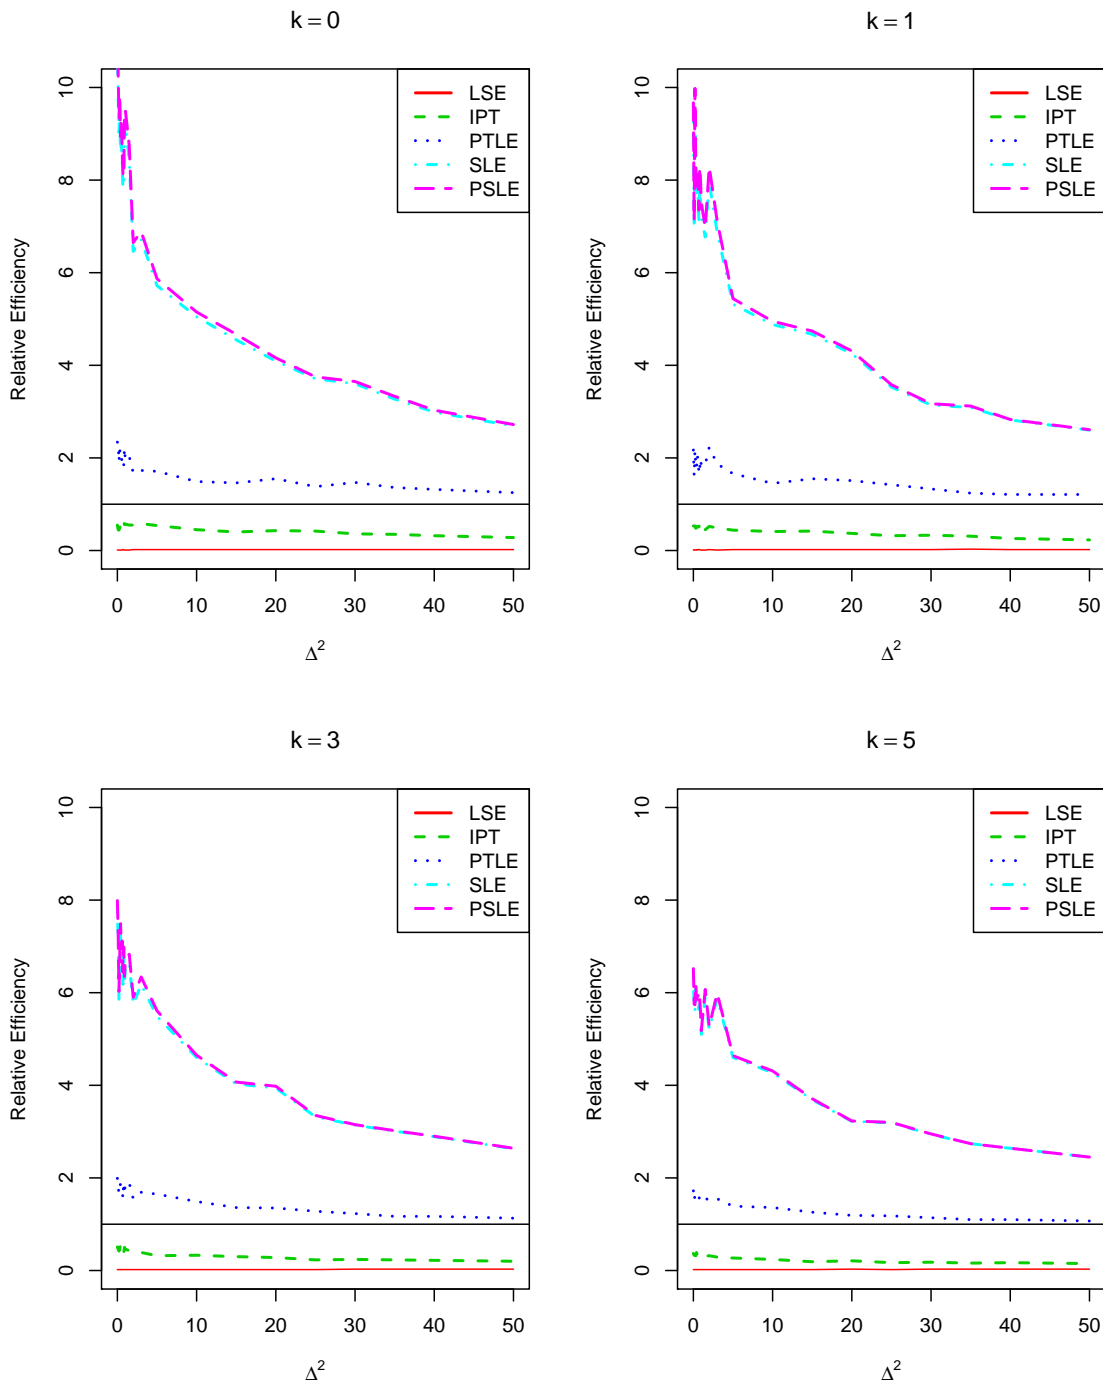 k = 0
10
8
6
4
2
0
Relative Efficiency
LSE
IPT
PTLE
SLE
PSLE
0 10 20 30 40 50
Δ²
k = 1
10
8
6
4
2
0
Relative Efficiency
LSE
IPT
PTLE
SLE
PSLE
0 10 20 30 40 50
Δ²
k = 3
10
8
6
4
2
0
Relative Efficiency
LSE
IPT
PTLE
SLE
PSLE
0 10 20 30 40 50
Δ²
k = 5
10
8
6
4
2
0
Relative Efficiency
LSE
IPT
PTLE
SLE
PSLE
0 10 20 30 40 50
Δ²